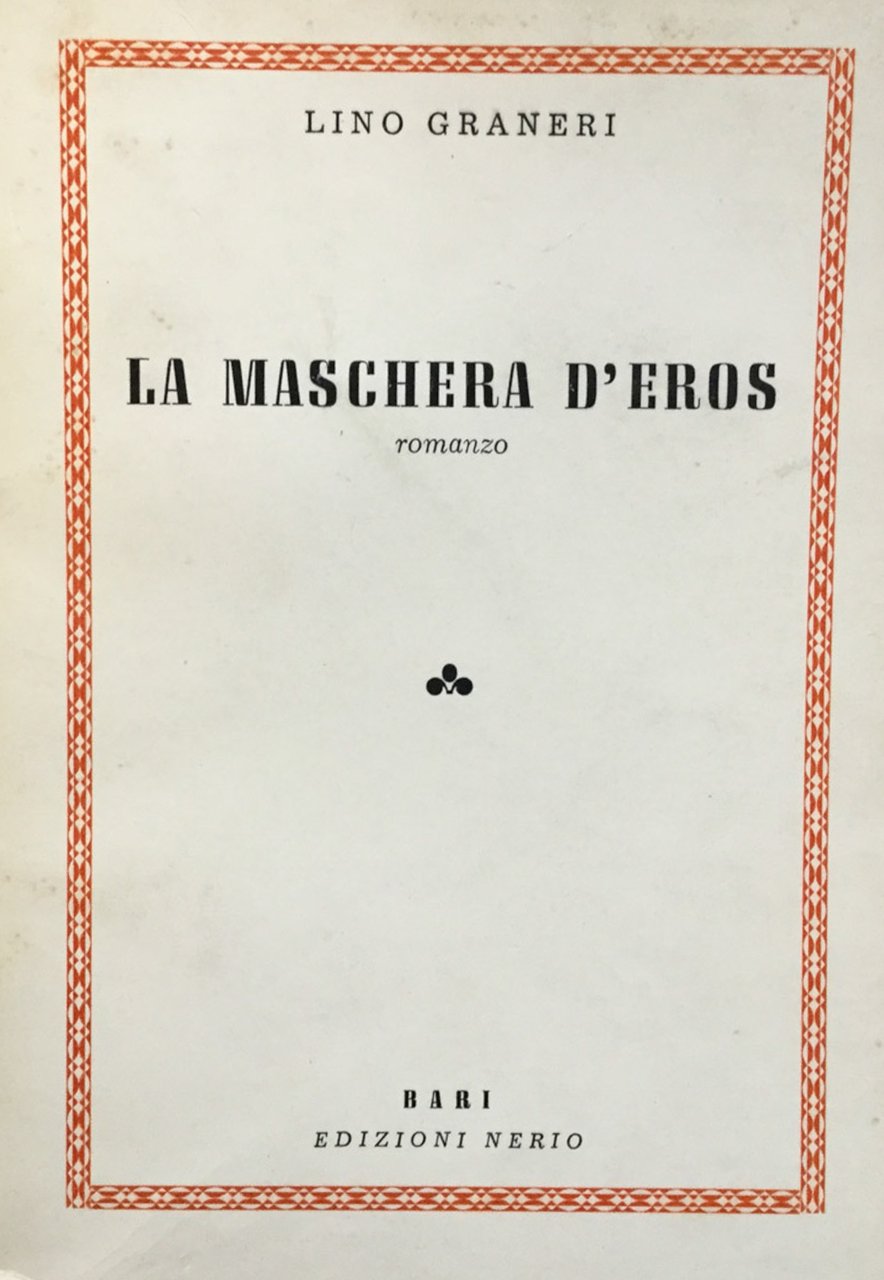 LINO GRANERI
LA MASCHERA D'EROS
romanzo
BARI
EDIZIONI NERIO